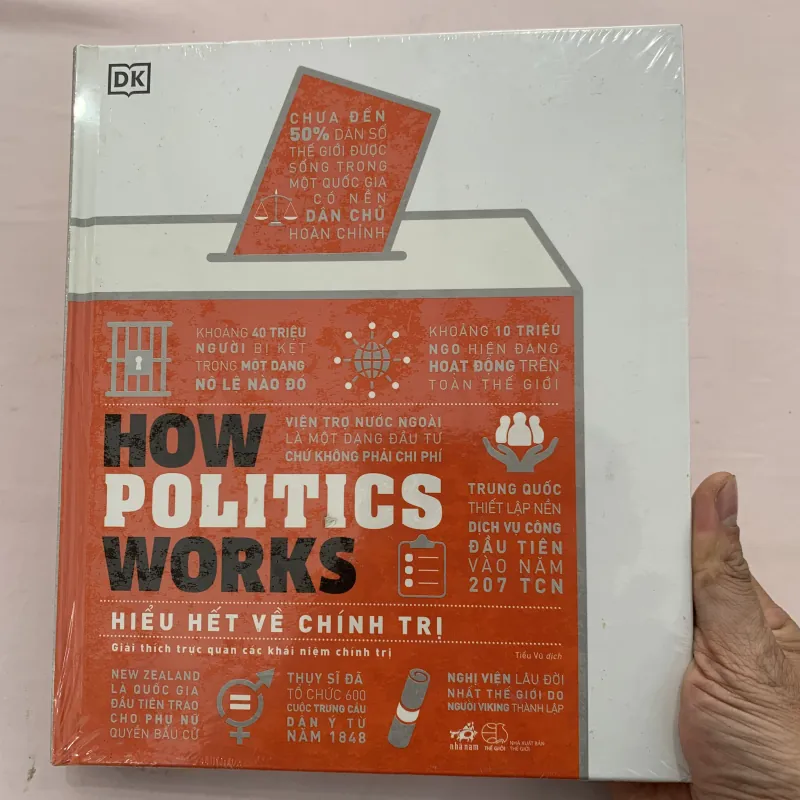 DK
CHƯA ĐẾN
50% DÂN SỐ
THẾ GIỚI ĐƯỢC
SỐNG TRONG
MỘT QUỐC GIA
CÓ NỀN
DÂN CHỦ
HOÀN CHỈNH
KHOẢNG 40 TRIỆU
NGƯỜI BỊ KẸT
TRONG MỘT DẠNG
NÔ LỆ NÀO ĐÓ
KHOẢNG 10 TRIỆU
NGO HIỆN ĐANG
HOẠT ĐỘNG TRÊN
TOÀN THẾ GIỚI
HOW
POLITICS
WORKS
VIỆN TRỢ NƯỚC NGOÀI
LÀ MỘT DẠNG ĐẦU TƯ
CHỨ KHÔNG PHẢI CHI PHÍ
TRUNG QUỐC
THIẾT LẬP NỀN
DỊCH VỤ CÔNG
ĐẦU TIÊN
VÀO NĂM
207 TCN
HIỂU HẾT VỀ CHÍNH TRỊ
Giải thích trực quan các khái niệm chính trị
Tiểu Vũ dịch
NEW ZEALAND
LÀ QUỐC GIA
ĐẦU TIÊN TRAO
CHO PHỤ NỮ
QUYỀN BẦU CỬ
THỤY SĨ ĐÃ
TỔ CHỨC 600
CUỘC TRƯNG CẦU
DÂN Ý TỪ
NĂM 1848
NGHỊ VIỆN LÂU ĐỜI
NHẤT THẾ GIỚI DO
NGƯỜI VIKING THÀNH LẬP
nhã nam
THẾ GIỚI
NHÀ XUẤT BẢN
THẾ GIỚI